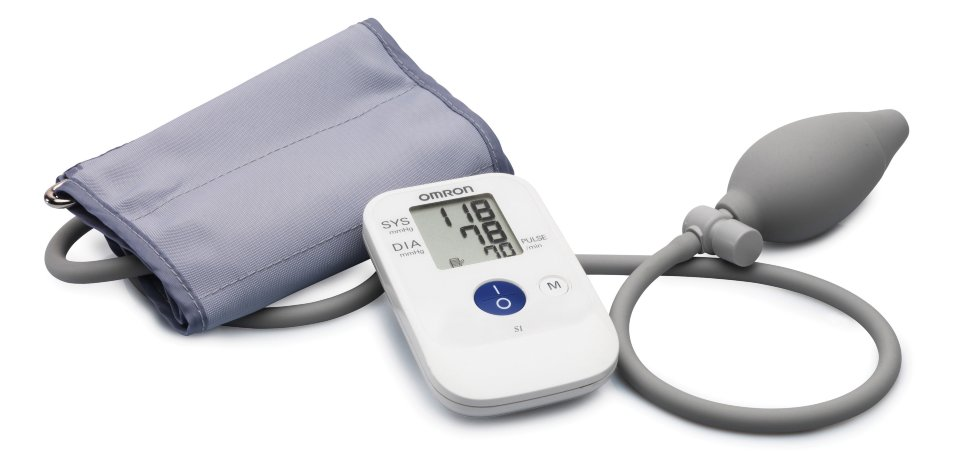 OMRON
SYS 118
mmHg
DIA 78
mmHg
70 PULSE
/min
I
O
M
S1